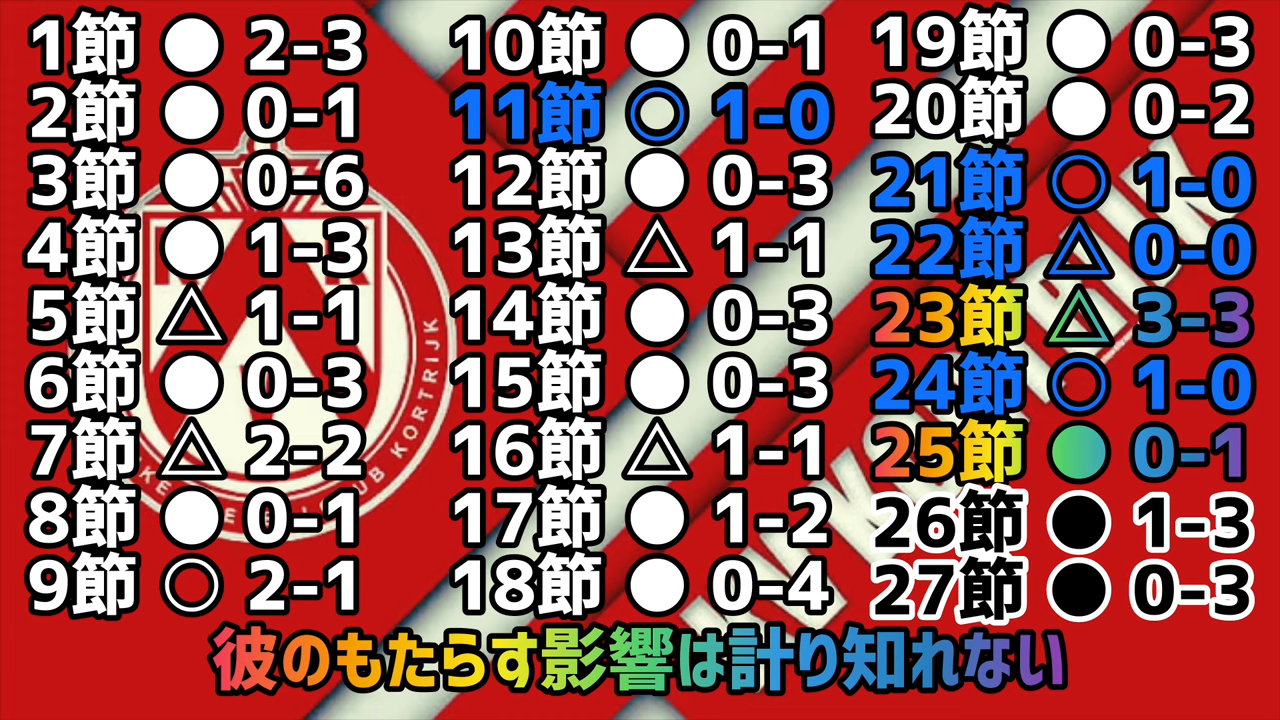 1節 ● 2-3
2節 ● 0-1
3節 ● 0-6
4節 ● 1-3
5節 △ 1-1
6節 ● 0-3
7節 △ 2-2
8節 ● 0-1
9節 ○ 2-1
10節 ● 0-1
11節 ○ 1-0
12節 ● 0-3
13節 △ 1-1
14節 ● 0-3
15節 ● 0-3
16節 △ 1-1
17節 ● 1-2
18節 ● 0-4
19節 ● 0-3
20節 ● 0-2
21節 ○ 1-0
22節 △ 0-0
23節 △ 3-3
24節 ○ 1-0
25節 ● 0-1
26節 ● 1-3
27節 ● 0-3
彼のもたらす影響は計り知れない
KORTRIJK